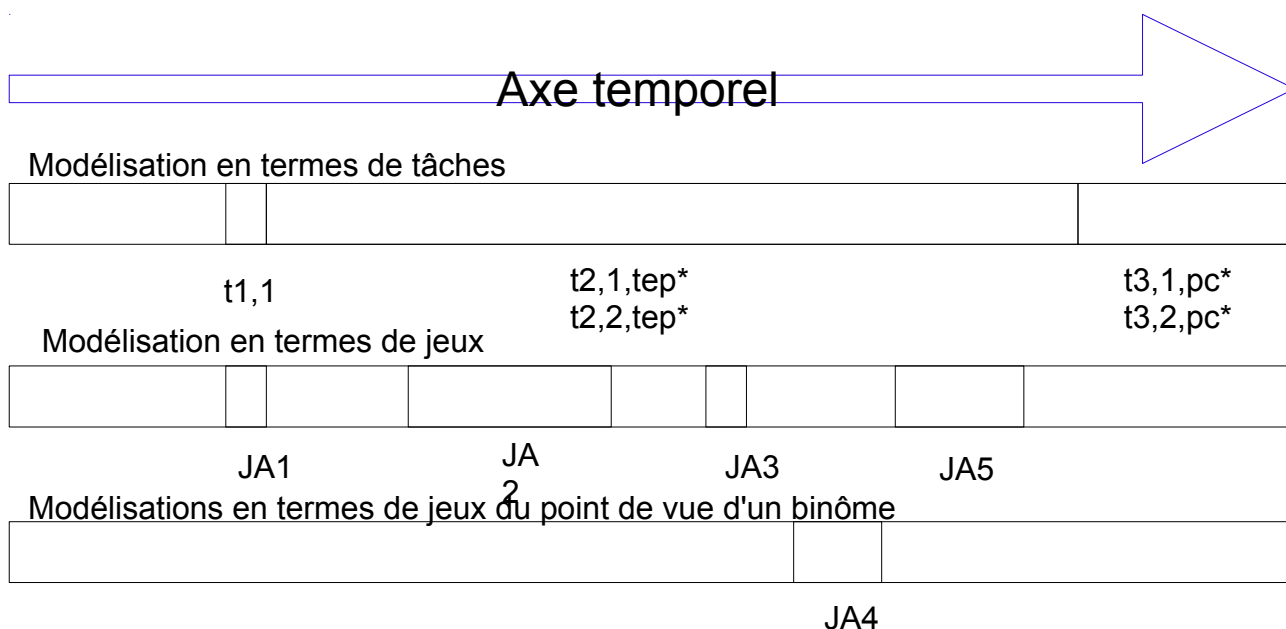 Axe temporel
Modélisation en termes de tâches
t1,1
t2,1,tep*
t2,2,tep*
t3,1,pc*
t3,2,pc*
Modélisation en termes de jeux
JA1
JA
2
JA3
JA5
Modélisations en termes de jeux du point de vue d'un binôme
JA4